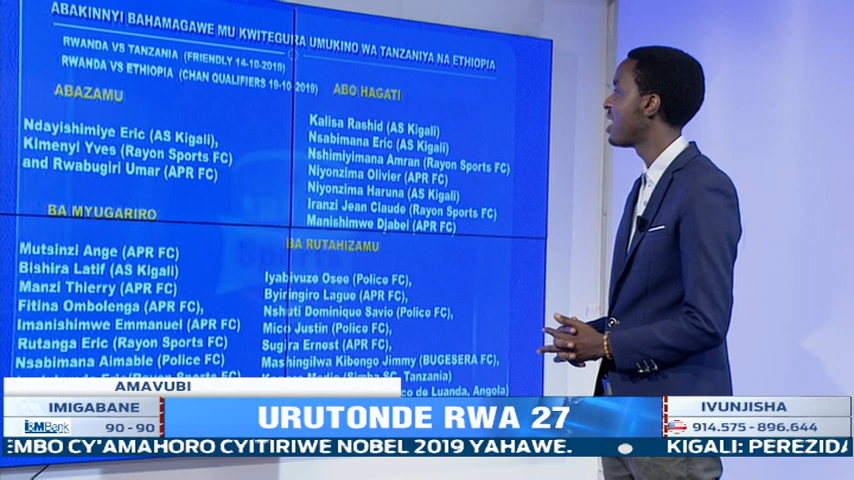 ABAKINNYI BAHAMAGAWE MU KWITEGURA UMUKINO WA TANZANIYA NA ETHIOPIA
RWANDA VS TANZANIA (FRIENDLY 14-10-2019)
RWANDA VS ETHIOPIA (CHAN QUALIFIERS 19-10-2019)
ABAZAMU
Ndayishimiye Eric (AS Kigali),
Kimenyi Yves (Rayon Sports FC)
and Rwabugiri Umar (APR FC)
BA MYUGARIRO
Mutsinzi Ange (APR FC)
Bishira Latif (AS Kigali)
Manzi Thierry (APR FC)
Fitina Ombolenga (APR FC),
Imanishimwe Emmanuel (APR FC)
Rutanga Eric (Rayon Sports FC)
Nsabimana Aimable (Police FC)
ABO HAGATI
Kalisa Rashid (AS Kigali)
Nsabimana Eric (AS Kigali)
Nshimiyimana Amran (Rayon Sports FC)
Niyonzima Olivier (APR FC)
Niyonzima Haruna (AS Kigali)
Iranzi Jean Claude (Rayon Sports FC)
Manishimwe Djabel (APR FC)
BA RUTAHIZAMU
Iyabivuze Osee (Police FC),
Byiringiro Lague (APR FC),
Nshuti Dominique Savio (Police FC),
Mico Justin (Police FC),
Sugira Ernest (APR FC),
Mashingilwa Kibengo Jimmy (BUGESERA FC),
(Simba SC, Tanzania)
de Luanda, Angola)
AMAVUBI
IMIGABANE
I&M Bank
90 - 90
URUTONDE RWA 27
IVUNJISHA
914.575 - 896.644
EMBO CY'AMAHORO CYITIRIWE NOBEL 2019 YAHAWE.
KIGALI: PEREZIDA